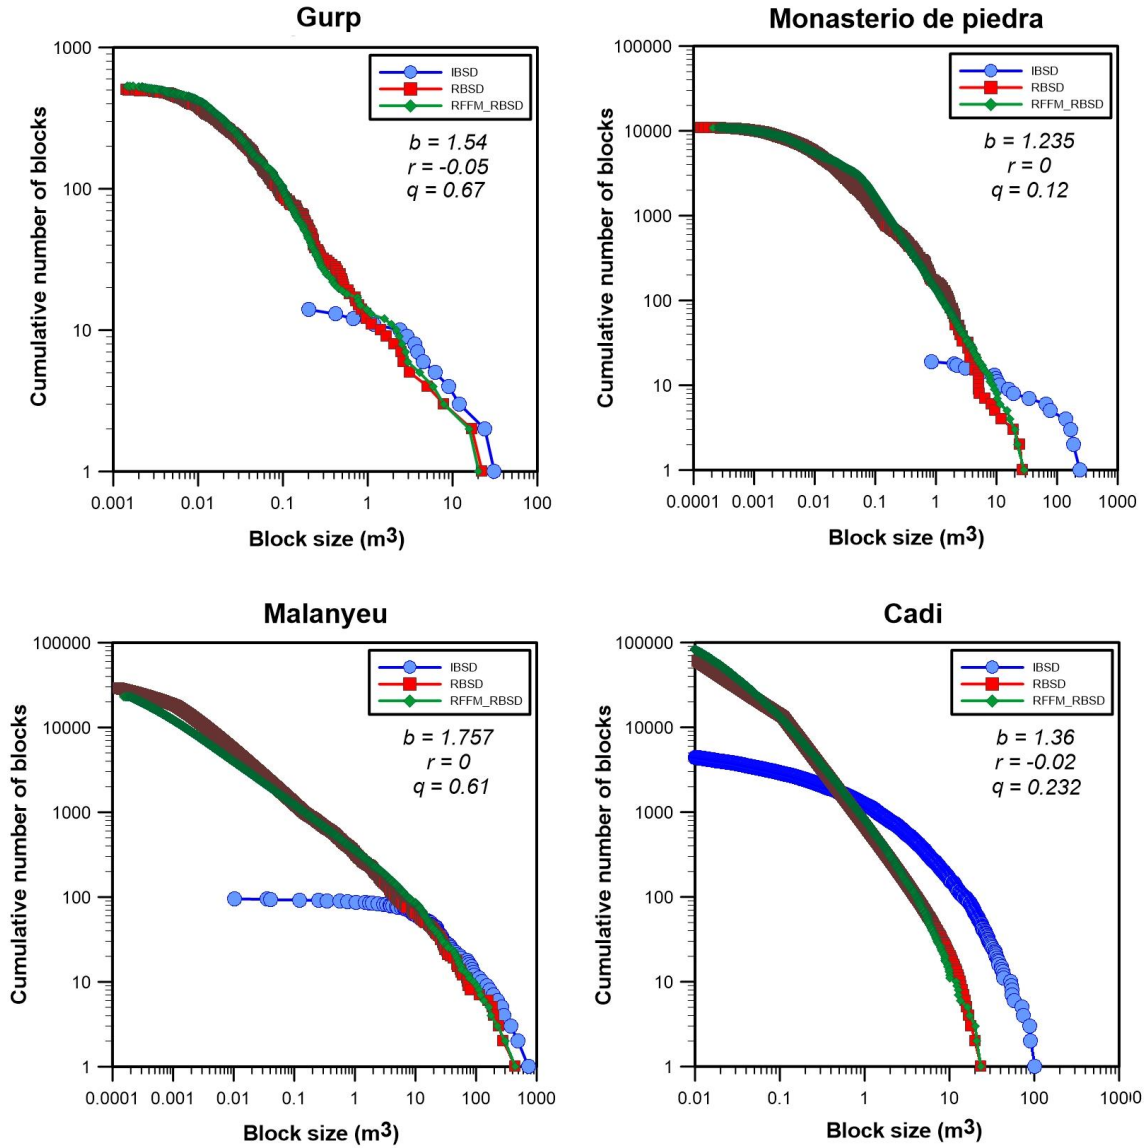 Gurp
1000
100
10
1
0.001 0.01 0.1 1 10 100
Cumulative number of blocks
Block size (m3)
IBSD
RBSD
RFFM_RBSD
b = 1.54
r = -0.05
q = 0.67
Monasterio de piedra
100000
10000
1000
100
10
1
0.0001 0.001 0.01 0.1 1 10 100 1000
Cumulative number of blocks
Block size (m3)
IBSD
RBSD
RFFM_RBSD
b = 1.235
r = 0
q = 0.12
Malanyeu
100000
10000
1000
100
10
1
0.0001 0.001 0.01 0.1 1 10 100 1000
Cumulative number of blocks
Block size (m3)
IBSD
RBSD
RFFM_RBSD
b = 1.757
r = 0
q = 0.61
Cadi
100000
10000
1000
100
10
1
0.01 0.1 1 10 100 1000
Cumulative number of blocks
Block size (m3)
IBSD
RBSD
RFFM_RBSD
b = 1.36
r = -0.02
q = 0.232